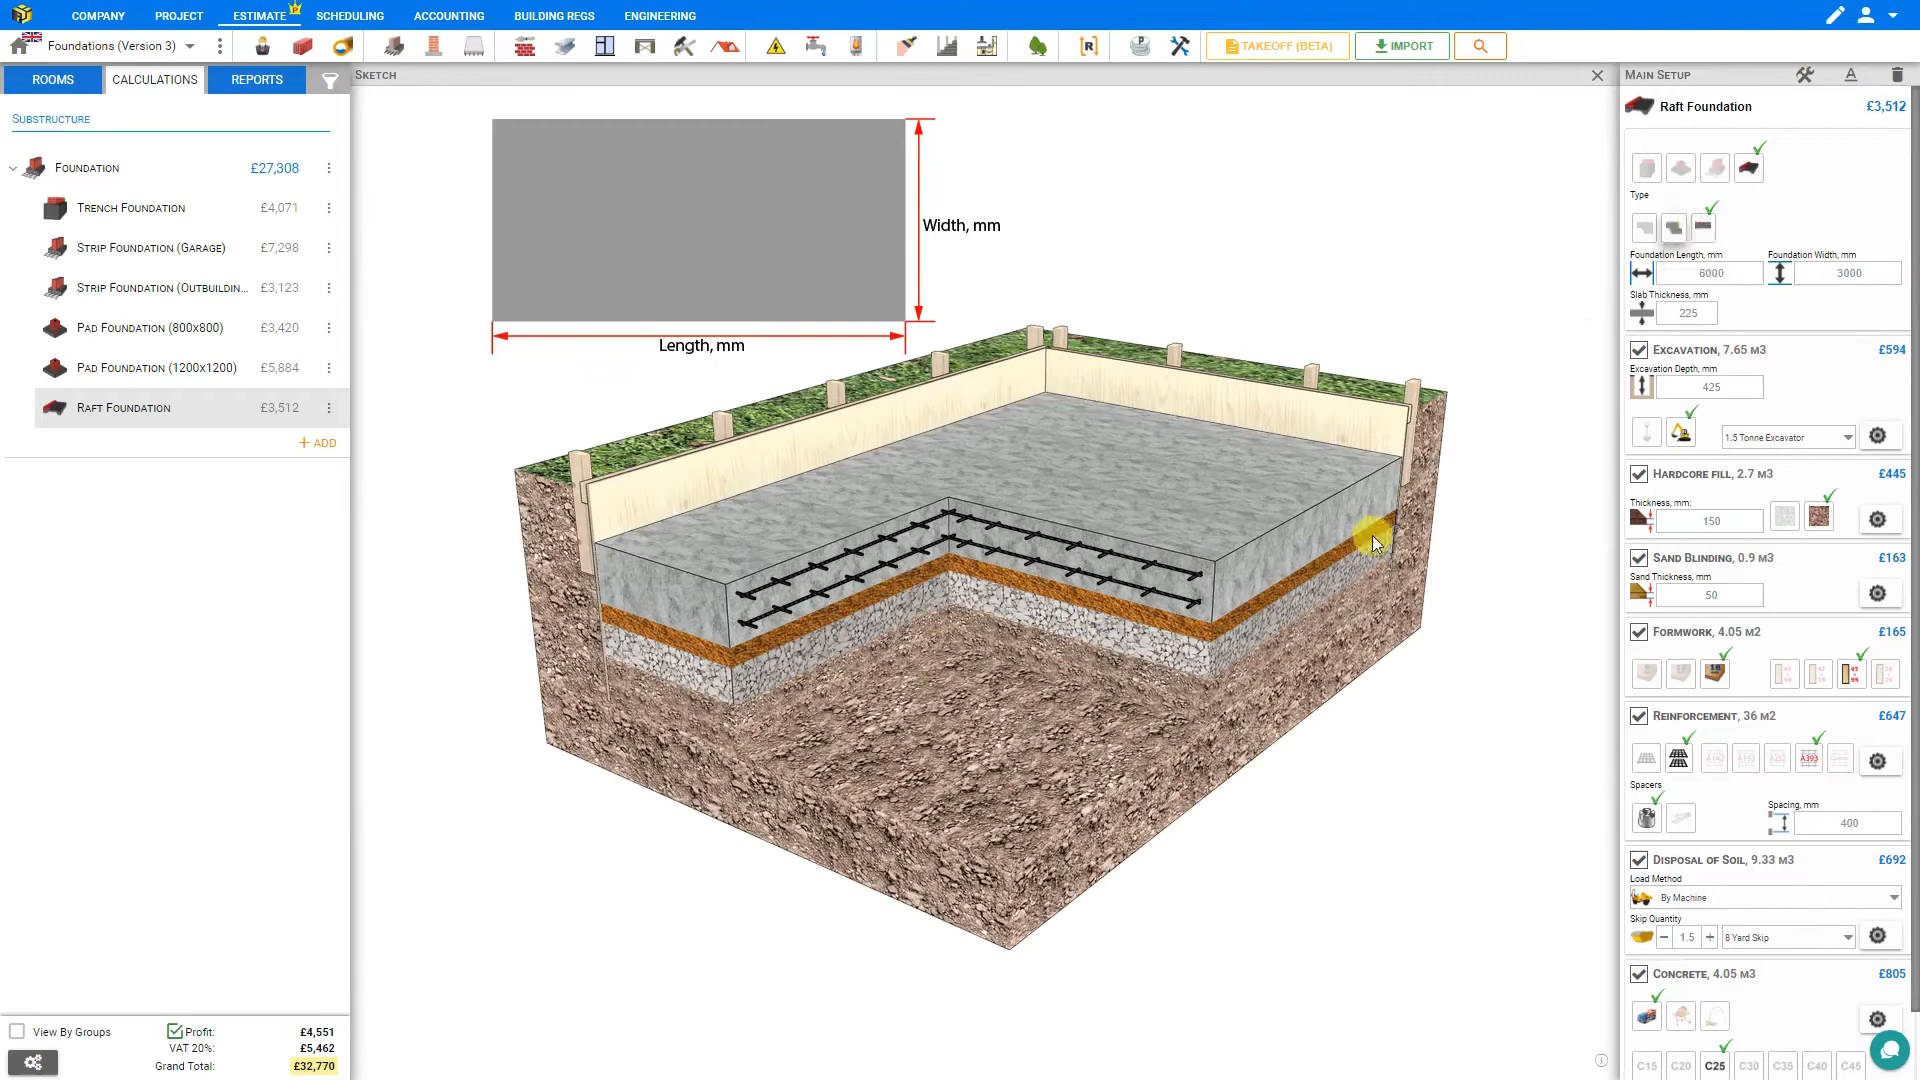 COMPANY PROJECT ESTIMATE SCHEDULING ACCOUNTING BUILDING REGS ENGINEERING
Foundations (Version 3)
TAKEOFF (BETA) IMPORT
ROOMS CALCULATIONS REPORTS
SUBSTRUCTURE
FOUNDATION £27,308
TRENCH FOUNDATION £4,071
STRIP FOUNDATION (GARAGE) £7,298
STRIP FOUNDATION (OUTBUILDIN... £3,123
PAD FOUNDATION (800X800) £3,420
PAD FOUNDATION (1200X1200) £5,884
RAFT FOUNDATION £3,512
+ ADD
View By Groups
Profit: £4,551
VAT 20%: £5,462
Grand Total: £32,770
SKETCH
Width, mm
Length, mm
MAIN SETUP
Raft Foundation £3,512
Type
Foundation Length, mm Foundation Width, mm
6000 3000
Slab Thickness, mm
225
EXCAVATION, 7.65 M3 £594
Excavation Depth, mm
425
1.5 Tonne Excavator
HARDCORE FILL, 2.7 M3 £445
Thickness, mm:
150
SAND BLINDING, 0.9 M3 £163
Sand Thickness, mm
50
FORMWORK, 4.05 M2 £165
18
REINFORCEMENT, 36 M2 £647
A142 A193 A252 A393
Spacers
Spacing, mm
400
DISPOSAL OF SOIL, 9.33 M3 £692
Load Method
By Machine
Skip Quantity
− 1.5 + 8 Yard Skip
CONCRETE, 4.05 M3 £805
C15 C20 C25 C30 C35 C40 C45